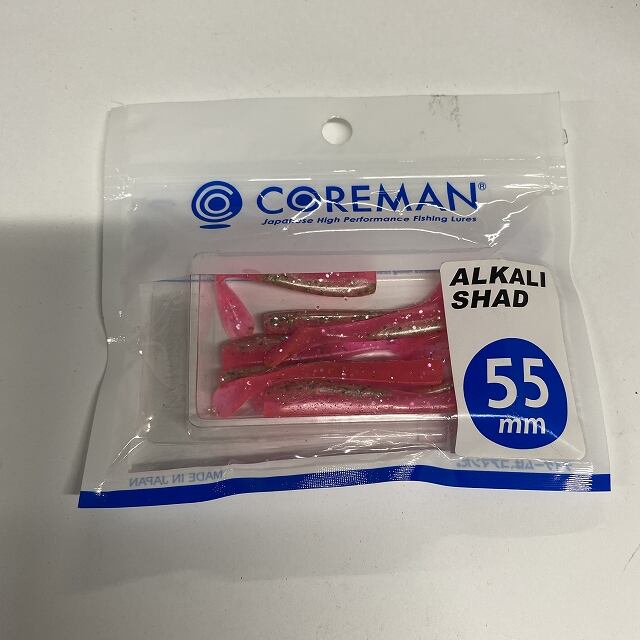 COREMAN®
Japanese High Performance Fishing Lures
ALKALI
SHAD
55
mm
MADE IN JAPAN